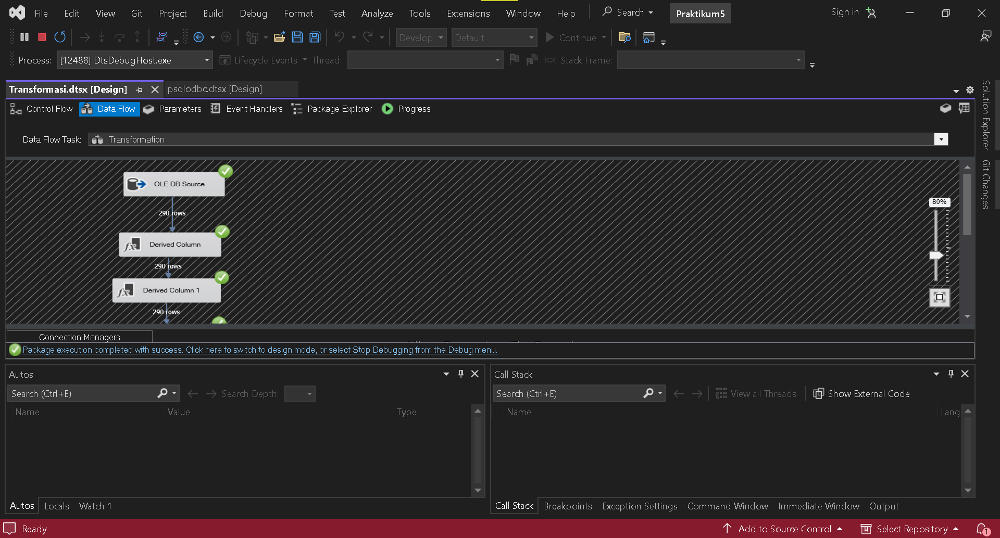 File Edit View Git Project Build Debug Format Test Analyze Tools Extensions Window Help Search Praktikum5 Sign in
Develop Default Continue
Process: [12488] DtsDebugHost.exe Lifecycle Events Thread: Stack Frame:
Transformasi.dtsx [Design] psqlodbc.dtsx [Design]
Control Flow Data Flow Parameters Event Handlers Package Explorer Progress
Data Flow Task: Transformation
OLE DB Source
290 rows
Derived Column
290 rows
Derived Column 1
290 rows
80%
Solution Explorer
Git Changes
Connection Managers
Package execution completed with success. Click here to switch to design mode, or select Stop Debugging from the Debug menu.
Autos
Search (Ctrl+E) Search Depth:
Name Value Type
Autos Locals Watch 1
Call Stack
Search (Ctrl+E) View all Threads Show External Code
Name Lang
Call Stack Breakpoints Exception Settings Command Window Immediate Window Output
Ready Add to Source Control Select Repository 1